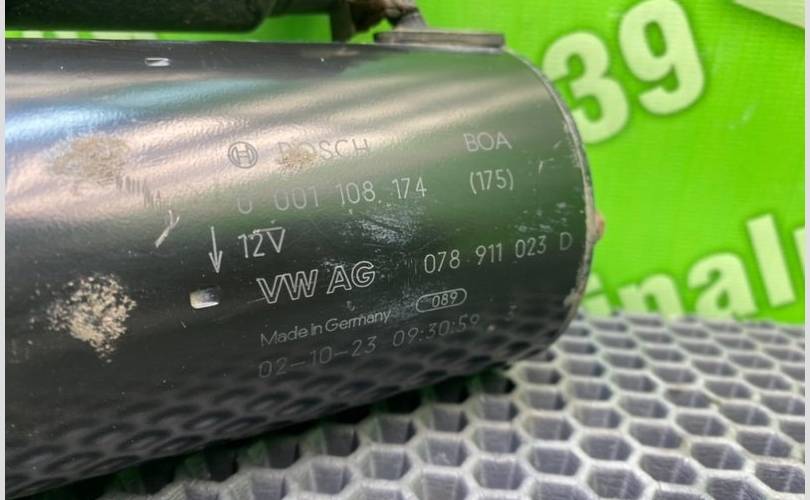 39
BOSCH BOA
0 001 108 174 (175)
12V
VW AG 078 911 023 D
Made in Germany 089
02-10-23 09:30:59
inal